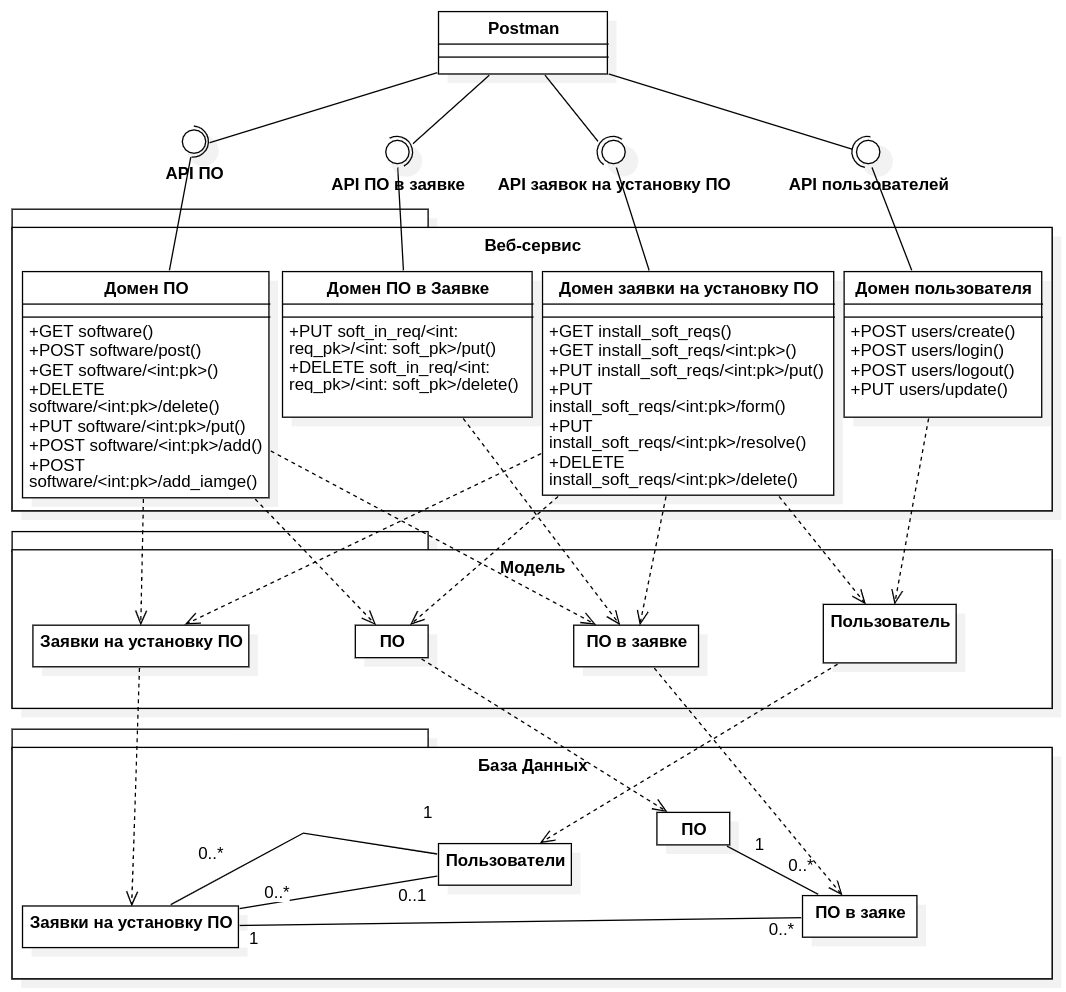 Postman
API ПО
API ПО в заявке
API заявок на установку ПО
API пользователей
Веб-сервис
Домен ПО
+GET software()
+POST software/post()
+GET software/<int:pk>()
+DELETE
software/<int:pk>/delete()
+PUT software/<int:pk>/put()
+POST software/<int:pk>/add()
+POST
software/<int:pk>/add_iamge()
Домен ПО в Заявке
+PUT soft_in_req/<int:
req_pk>/<int: soft_pk>/put()
+DELETE soft_in_req/<int:
req_pk>/<int: soft_pk>/delete()
Домен заявки на установку ПО
+GET install_soft_reqs()
+GET install_soft_reqs/<int:pk>()
+PUT install_soft_reqs/<int:pk>/put()
+PUT
install_soft_reqs/<int:pk>/form()
+PUT
install_soft_reqs/<int:pk>/resolve()
+DELETE
install_soft_reqs/<int:pk>/delete()
Домен пользователя
+POST users/create()
+POST users/login()
+POST users/logout()
+PUT users/update()
Модель
Заявки на установку ПО
ПО
ПО в заявке
Пользователь
База Данных
1
0..*
Пользователи
0..*
0..1
ПО
1
0..*
Заявки на установку ПО
1
0..*
ПО в заяке